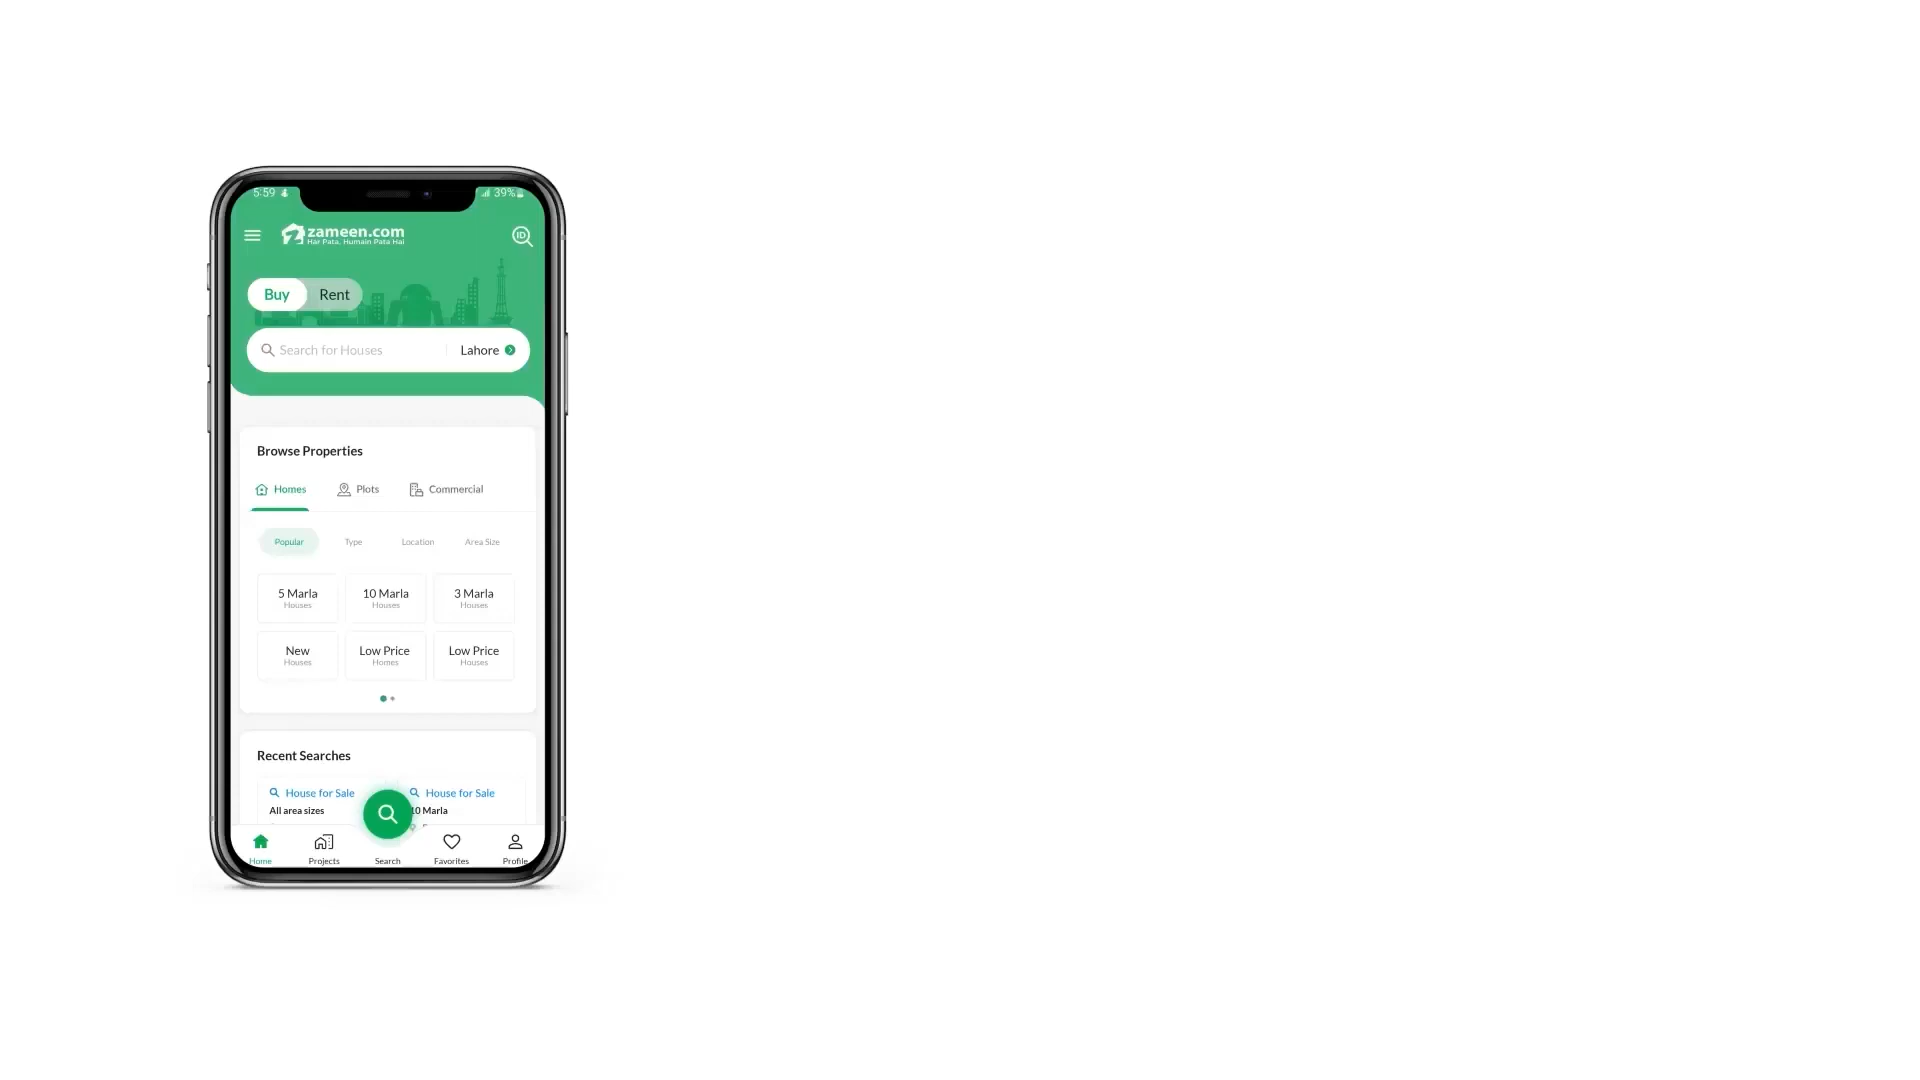 5:59 39%
zameen.com
Har Pata, Humain Pata Hai
ID
Buy Rent
Search for Houses Lahore
Browse Properties
Homes Plots Commercial
Popular Type Location Area Size
5 Marla 10 Marla 3 Marla
Houses Houses Houses
New Low Price Low Price
Houses Homes Houses
Recent Searches
House for Sale House for Sale
All area sizes 10 Marla
Home Projects Search Favorites Profile